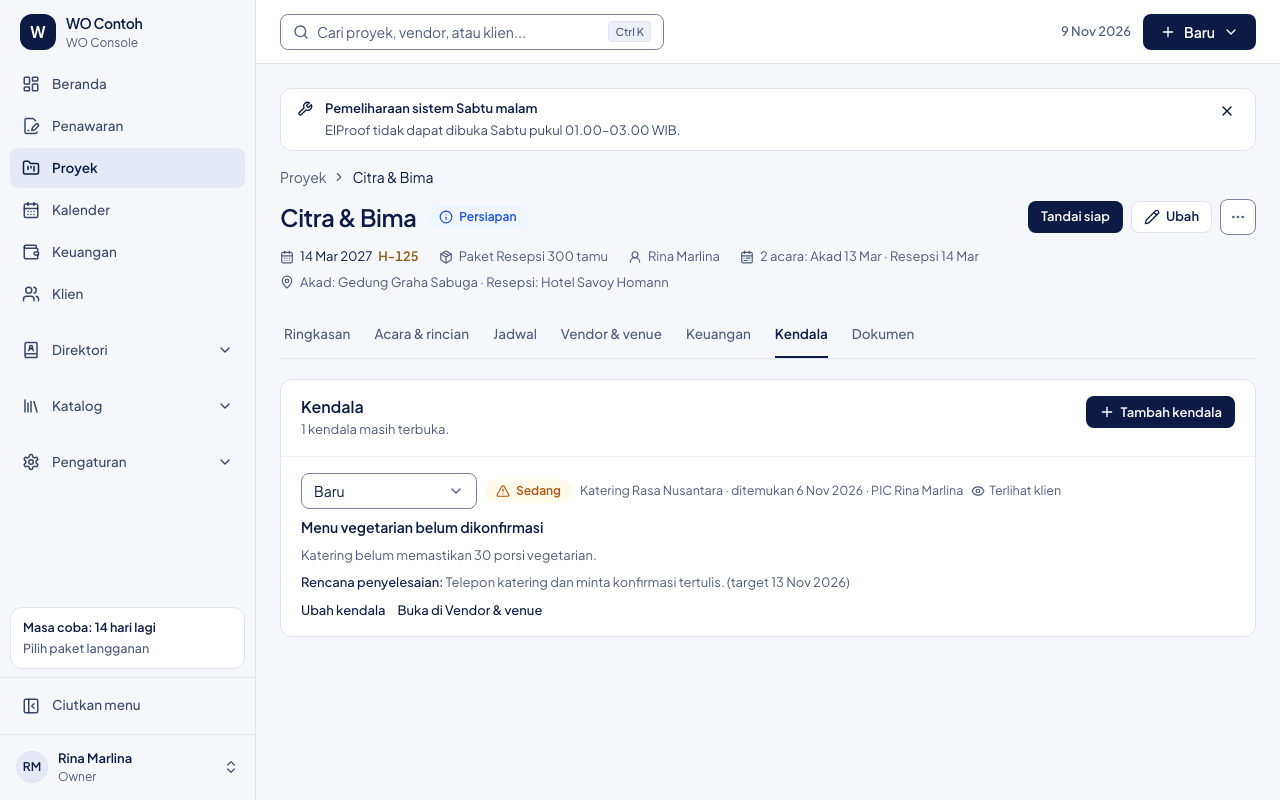 W
WO Contoh
WO Console
Beranda
Penawaran
Proyek
Kalender
Keuangan
Klien
Direktori
Katalog
Pengaturan
Masa coba: 14 hari lagi
Pilih paket langganan
Ciutkan menu
RM
Rina Marlina
Owner
Cari proyek, vendor, atau klien...
Ctrl K
9 Nov 2026
Baru
Pemeliharaan sistem Sabtu malam
ElProof tidak dapat dibuka Sabtu pukul 01.00–03.00 WIB.
Proyek > Citra & Bima
Citra & Bima
Persiapan
Tandai siap
Ubah
14 Mar 2027 H-125 Paket Resepsi 300 tamu Rina Marlina 2 acara: Akad 13 Mar · Resepsi 14 Mar
Akad: Gedung Graha Sabuga · Resepsi: Hotel Savoy Homann
Ringkasan Acara & rincian Jadwal Vendor & venue Keuangan Kendala Dokumen
Kendala
1 kendala masih terbuka.
Tambah kendala
Baru
Sedang
Katering Rasa Nusantara · ditemukan 6 Nov 2026 · PIC Rina Marlina
Terlihat klien
Menu vegetarian belum dikonfirmasi
Katering belum memastikan 30 porsi vegetarian.
Rencana penyelesaian: Telepon katering dan minta konfirmasi tertulis. (target 13 Nov 2026)
Ubah kendala Buka di Vendor & venue